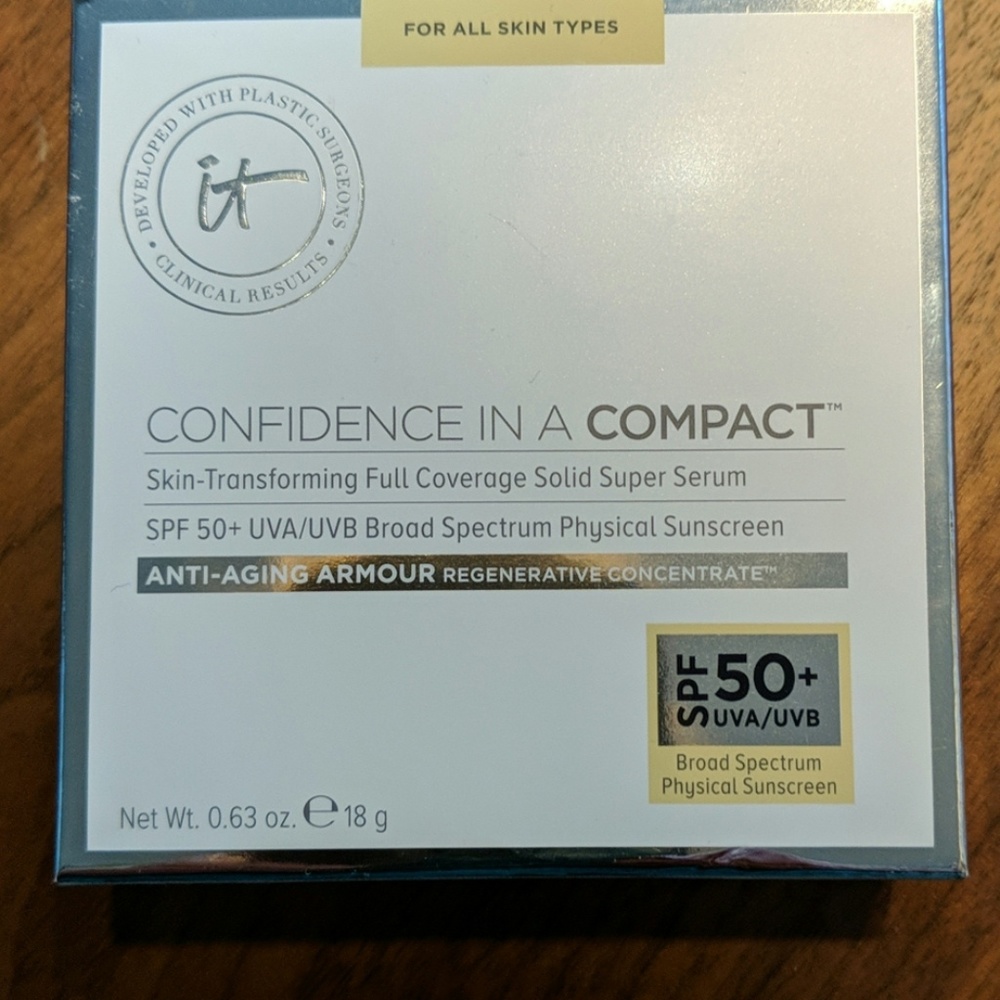 FOR ALL SKIN TYPES
DEVELOPED WITH PLASTIC SURGEONS
• CLINICAL RESULTS •
it
CONFIDENCE IN A COMPACT™
Skin-Transforming Full Coverage Solid Super Serum
SPF 50+ UVA/UVB Broad Spectrum Physical Sunscreen
ANTI-AGING ARMOUR REGENERATIVE CONCENTRATE™
SPF 50+
UVA/UVB
Broad Spectrum
Physical Sunscreen
Net Wt. 0.63 oz. ℮ 18 g